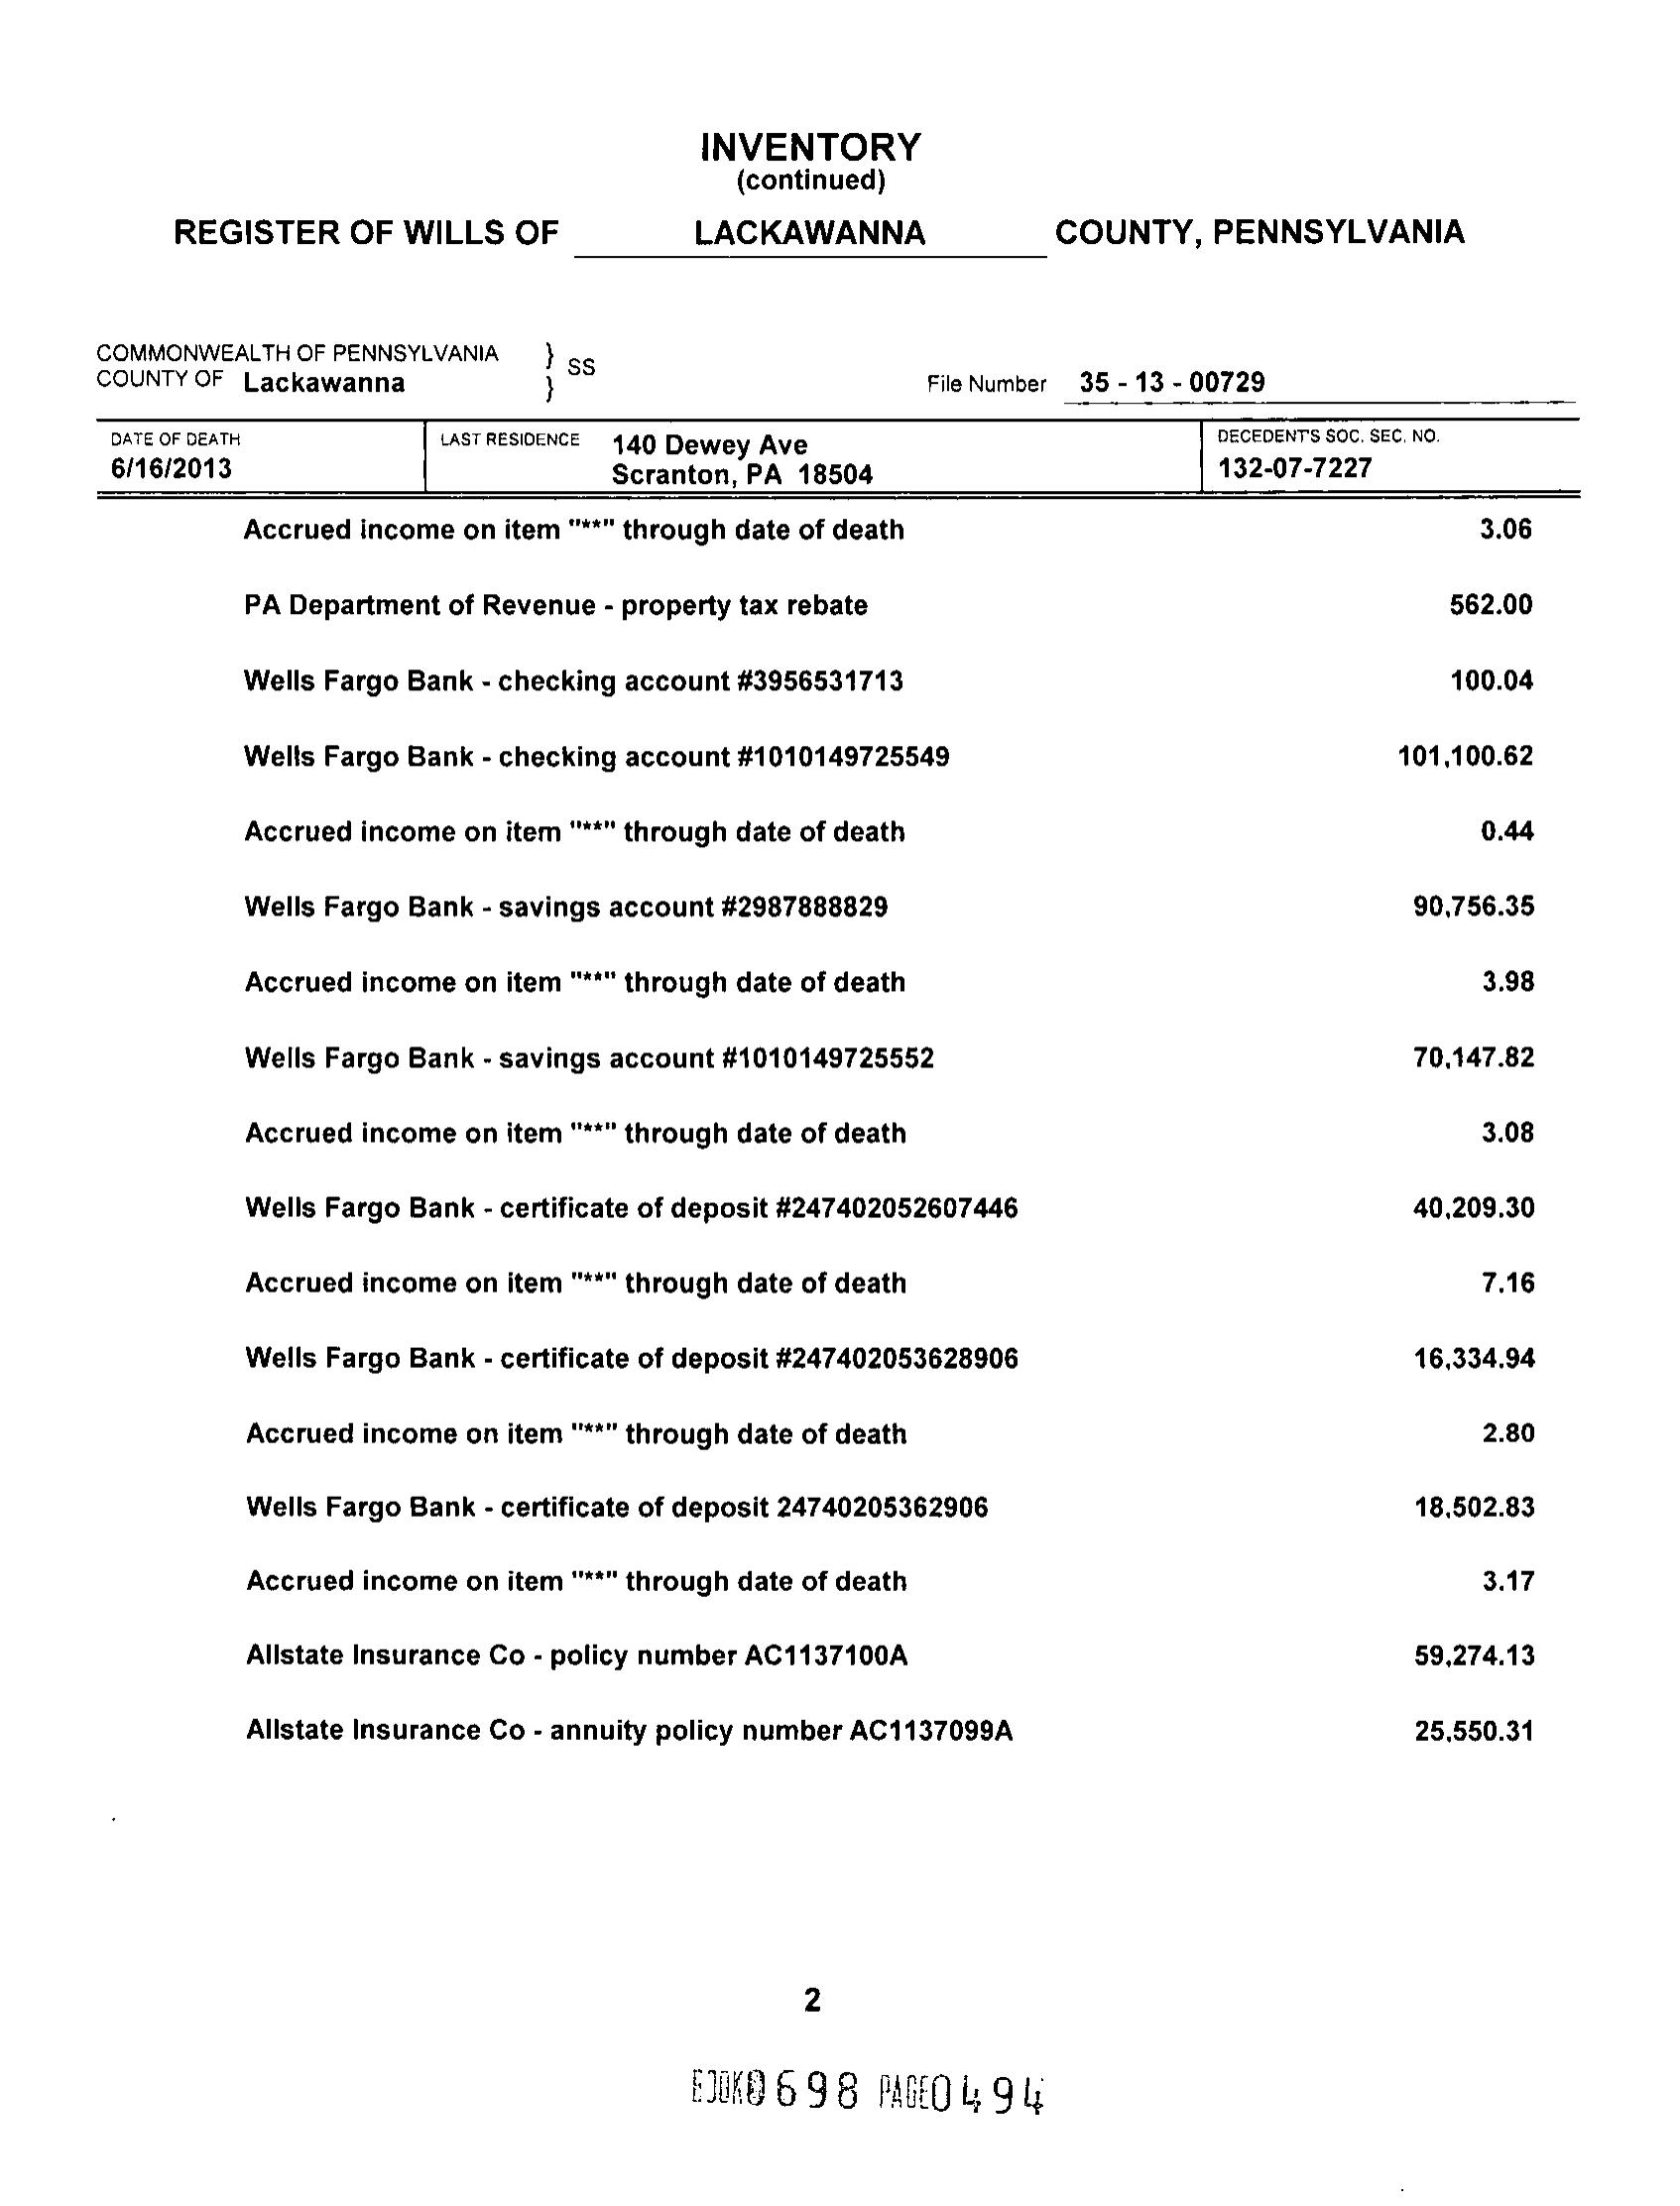 INVENTORY
(continued)
REGISTER OF WILLS OF LACKAWANNA COUNTY, PENNSYLVANIA
COMMONWEALTH OF PENNSYLVANIA } SS
COUNTY OF Lackawanna }
File Number 35 - 13 - 00729
DATE OF DEATH
6/16/2013
LAST RESIDENCE 140 Dewey Ave
Scranton, PA 18504
DECEDENT'S SOC. SEC. NO.
132-07-7227
Accrued income on item "**" through date of death 3.06
PA Department of Revenue - property tax rebate 562.00
Wells Fargo Bank - checking account #3956531713 100.04
Wells Fargo Bank - checking account #1010149725549 101,100.62
Accrued income on item "**" through date of death 0.44
Wells Fargo Bank - savings account #2987888829 90,756.35
Accrued income on item "**" through date of death 3.98
Wells Fargo Bank - savings account #1010149725552 70,147.82
Accrued income on item "**" through date of death 3.08
Wells Fargo Bank - certificate of deposit #247402052607446 40,209.30
Accrued income on item "**" through date of death 7.16
Wells Fargo Bank - certificate of deposit #247402053628906 16,334.94
Accrued income on item "**" through date of death 2.80
Wells Fargo Bank - certificate of deposit 24740205362906 18,502.83
Accrued income on item "**" through date of death 3.17
Allstate Insurance Co - policy number AC1137100A 59,274.13
Allstate Insurance Co - annuity policy number AC1137099A 25,550.31
2
BOOK0698 PAGE0494